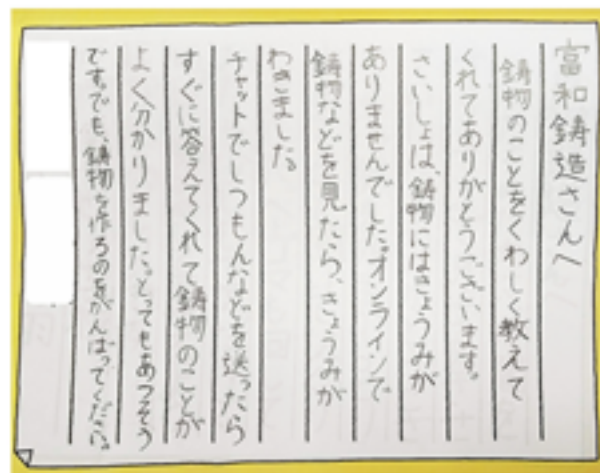 富和鋳造さんへ
鋳物のことをくわしく教えて
くれてありがとうございます。
さいしょは、鋳物にはきょうみが
ありませんでした。オンラインで
鋳物などを見たら、きょうみが
わきました。
チャットでしつもんなどを送ったら
すぐに答えてくれて鋳物のことが
よく分かりました。とってもあつそう
です。でも、鋳物を作るのをがんばってください。